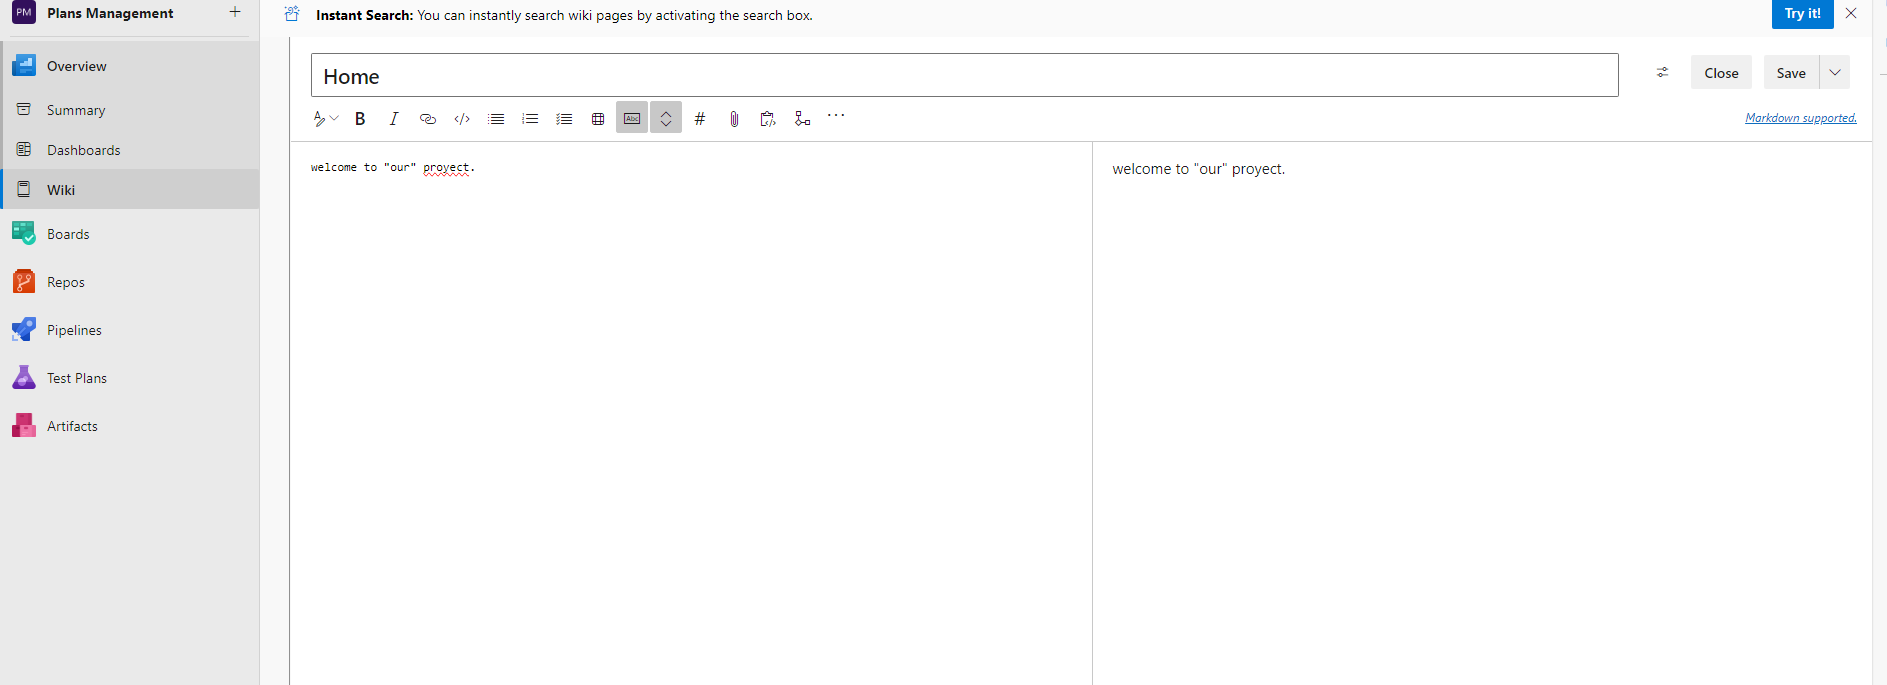 PM Plans Management +
Instant Search: You can instantly search wiki pages by activating the search box.
Try it!
Overview
Summary
Dashboards
Wiki
Boards
Repos
Pipelines
Test Plans
Artifacts
Home
Close
Save
B I </> Abc # ...
Markdown supported.
welcome to "our" proyect.
welcome to "our" proyect.